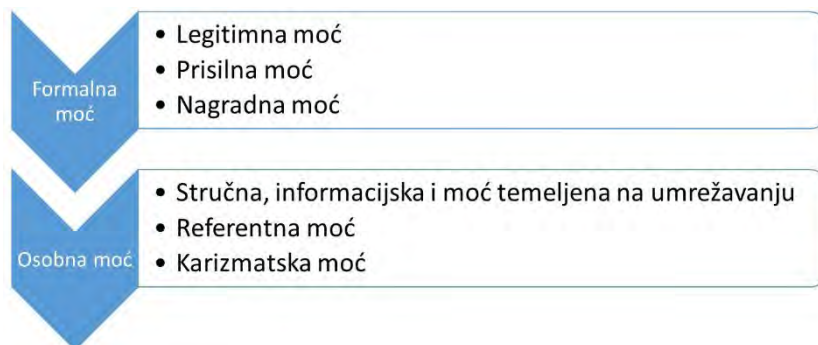 Formalna
moć
• Legitimna moć
• Prisilna moć
• Nagradna moć
Osobna moć
• Stručna, informacijska i moć temeljena na umrežavanju
• Referentna moć
• Karizmatska moć